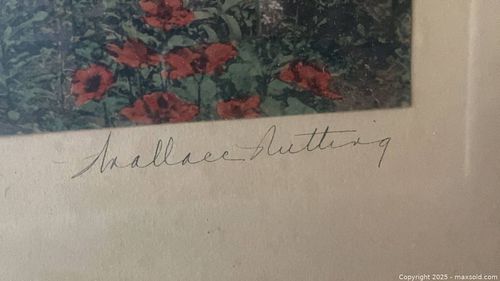 Wallace Nutting
Copyright 2025 - maxsold.com